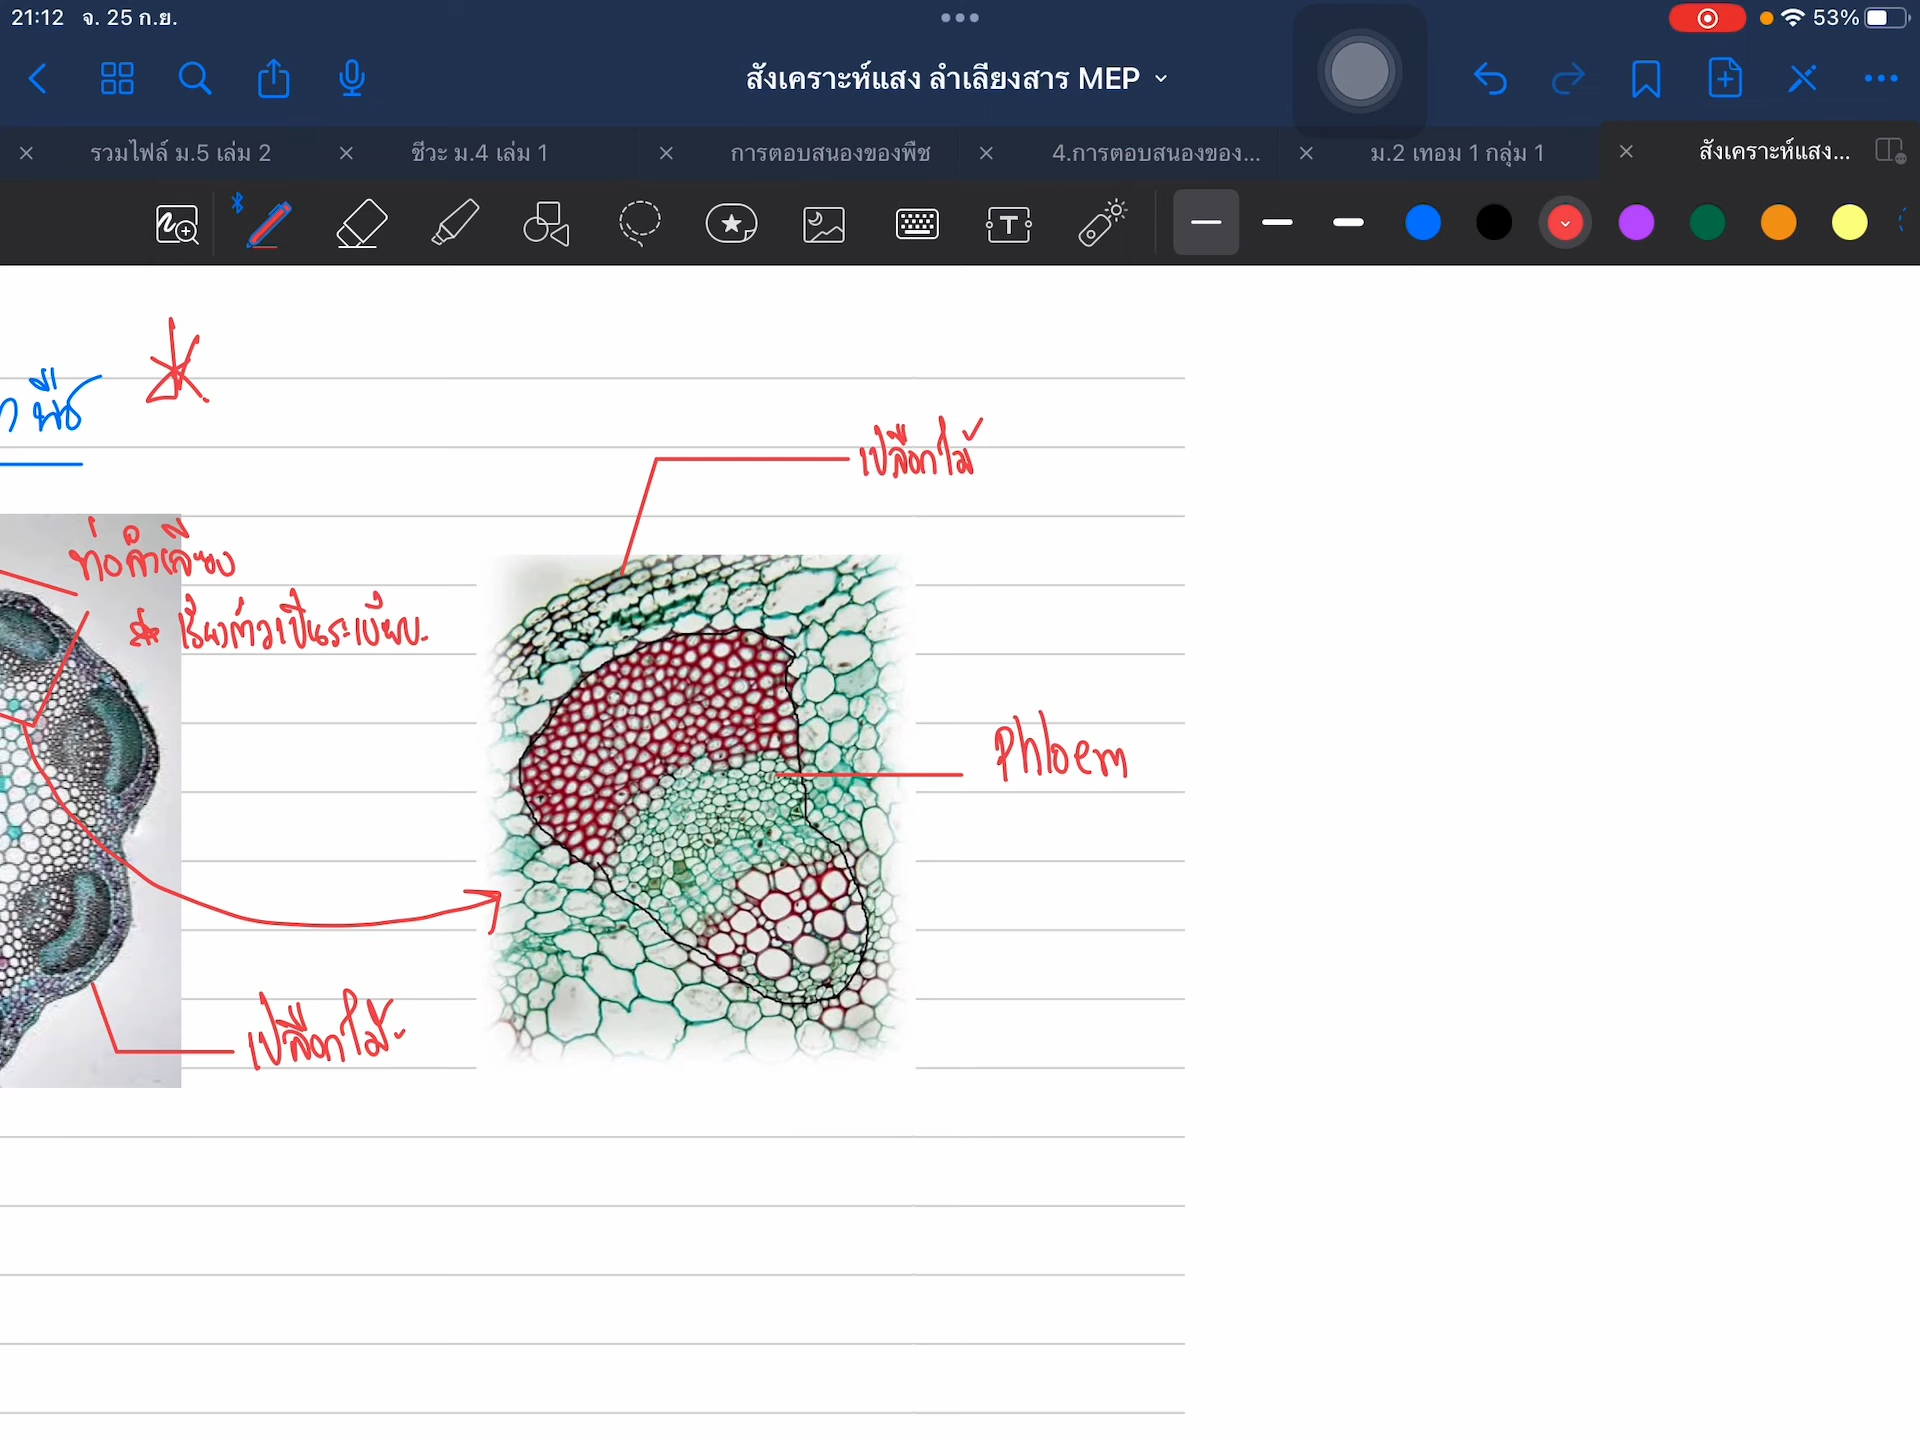 21:12 จ. 25 ก.ย.
53%
สังเคราะห์แสง ลำเลียงสาร MEP
รวมไฟล์ ม.5 เล่ม 2
ชีวะ ม.4 เล่ม 1
การตอบสนองของพืช
4.การตอบสนองของ...
ม.2 เทอม 1 กลุ่ม 1
สังเคราะห์แสง...
พืช
เปลือกไม้
ท่อลำเลียง
เรียงตัวเป็นระเบียบ
Phloem
เปลือกไม้